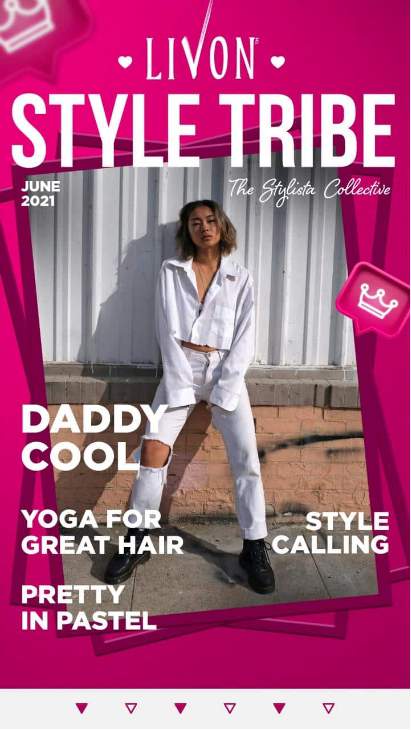 LIVON
STYLE TRIBE
JUNE
2021
The Stylista Collective
DADDY
COOL
YOGA FOR
GREAT HAIR
STYLE
CALLING
PRETTY
IN PASTEL